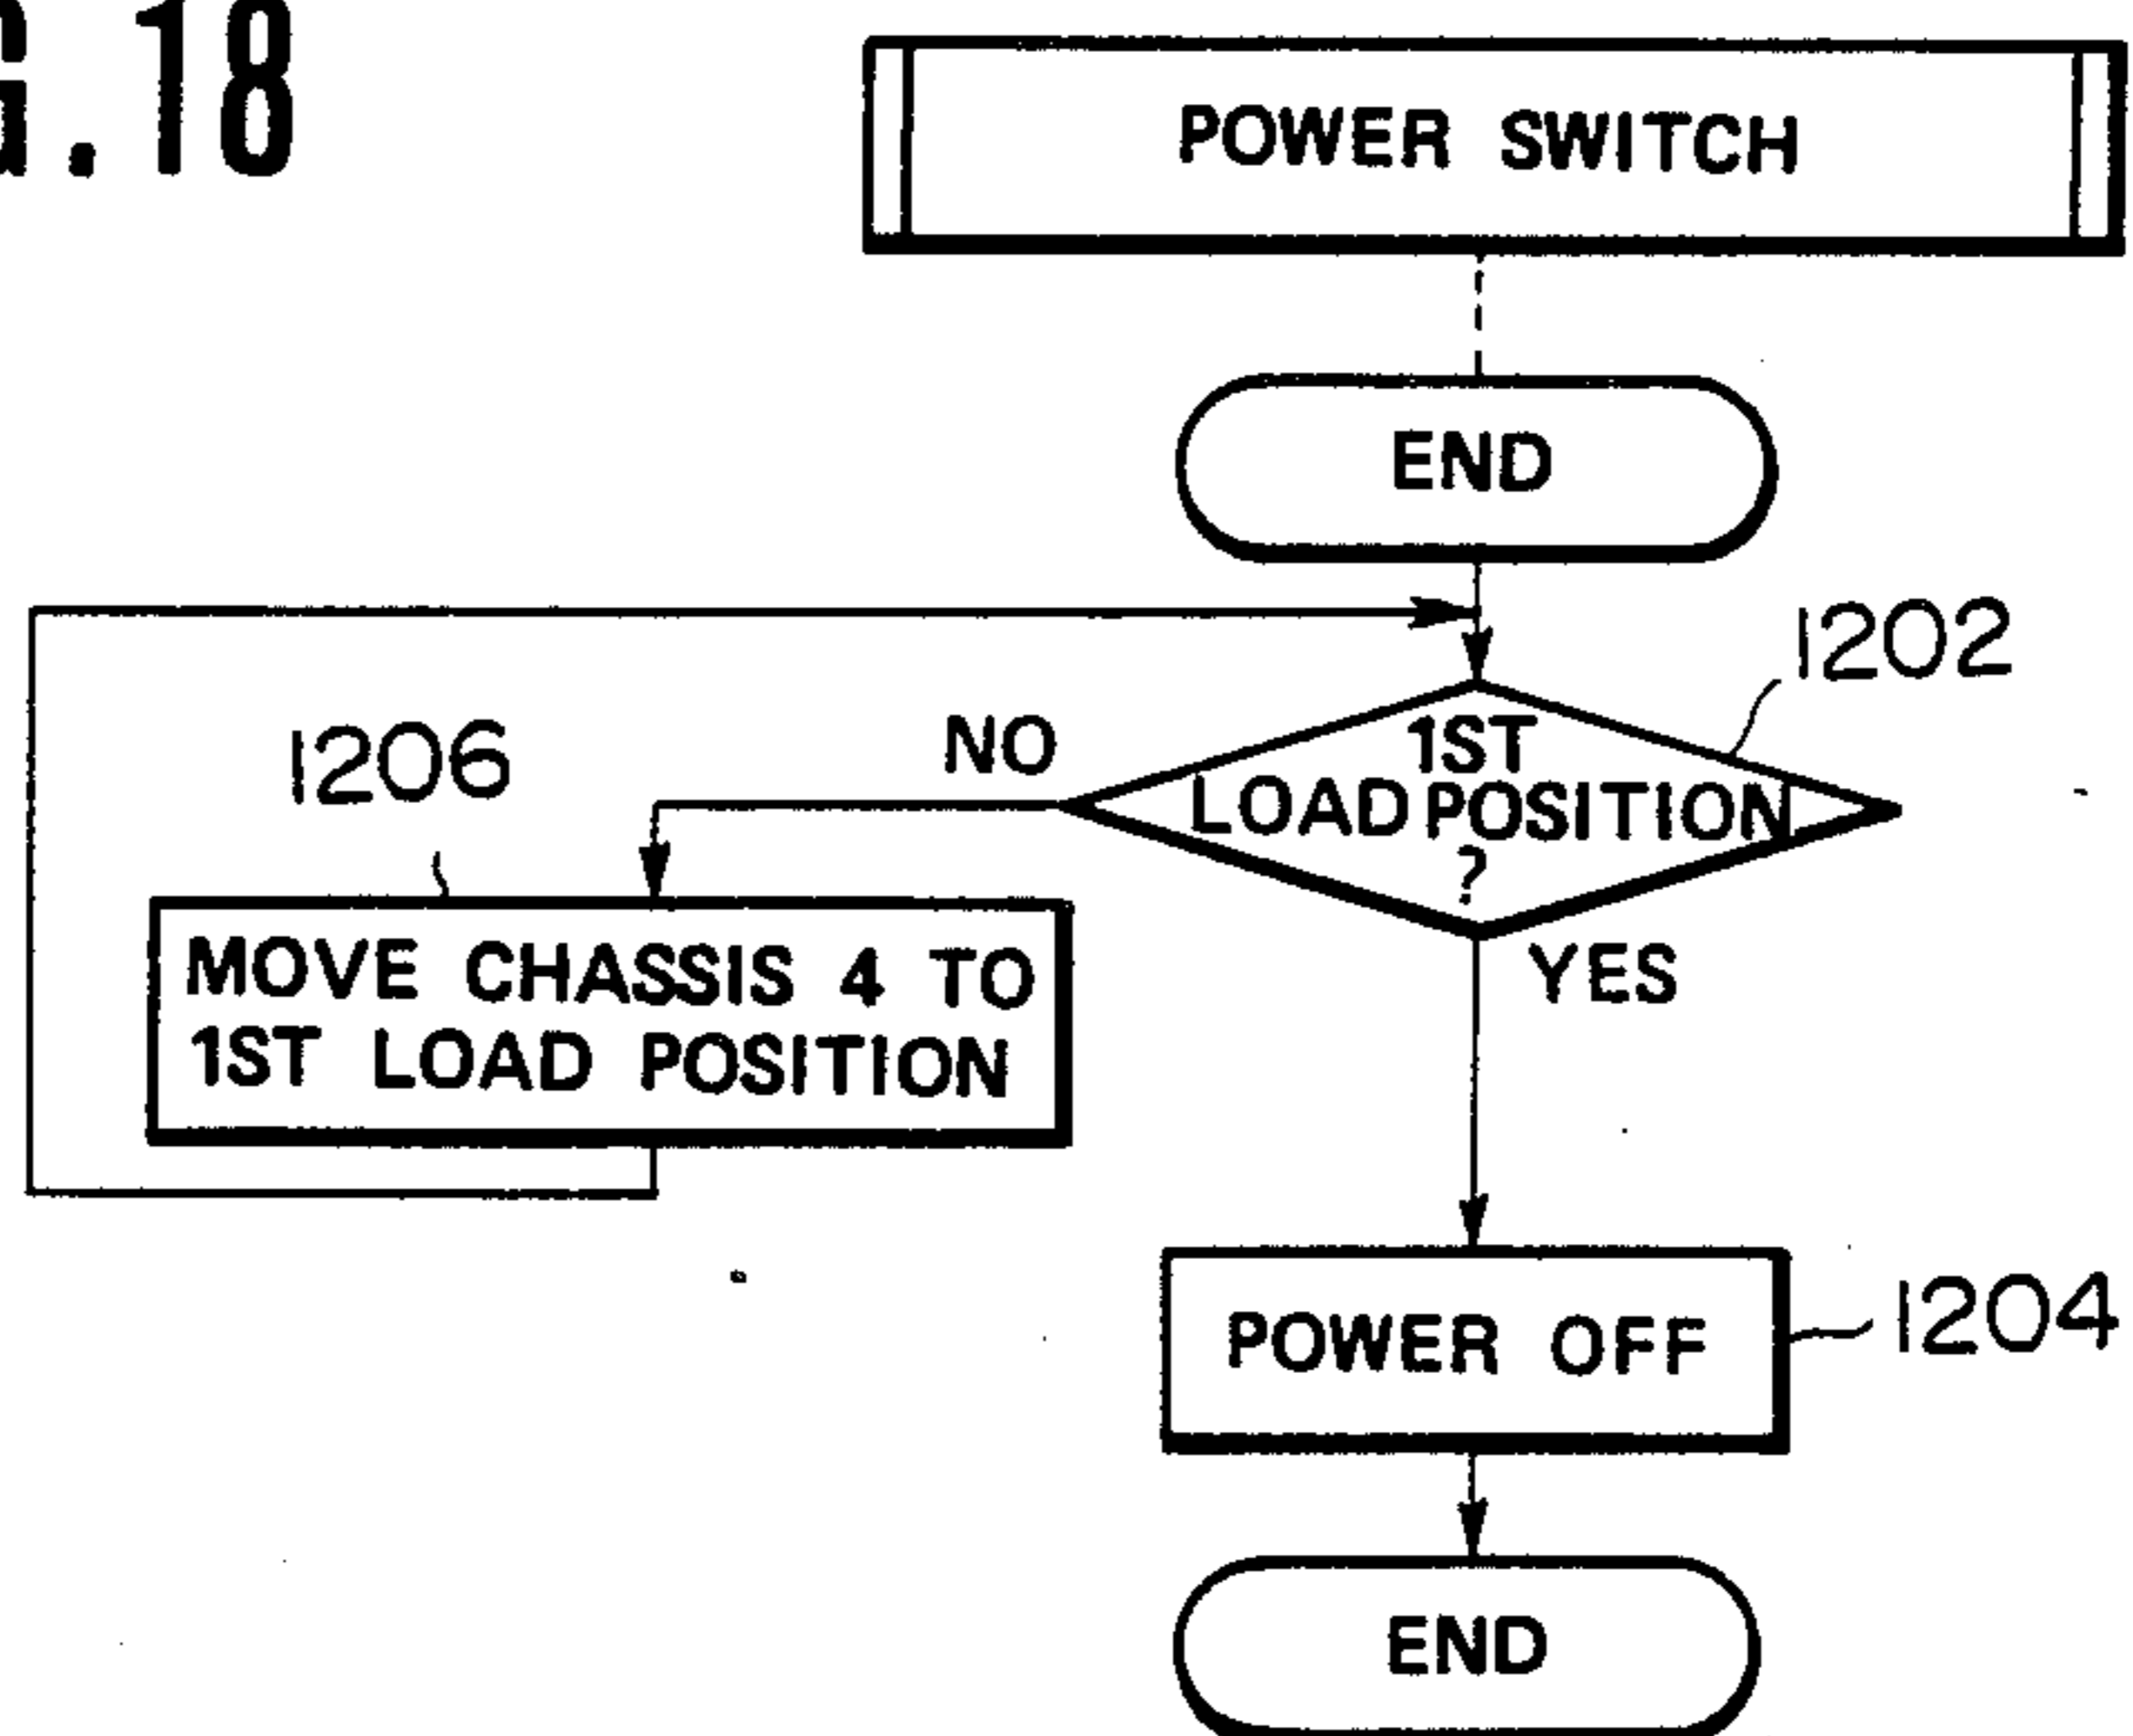 G.18
POWER SWITCH
END
1202
NO
1ST
LOAD POSITION
?
1206
YES
MOVE CHASSIS 4 TO
1ST LOAD POSITION
POWER OFF
1204
END